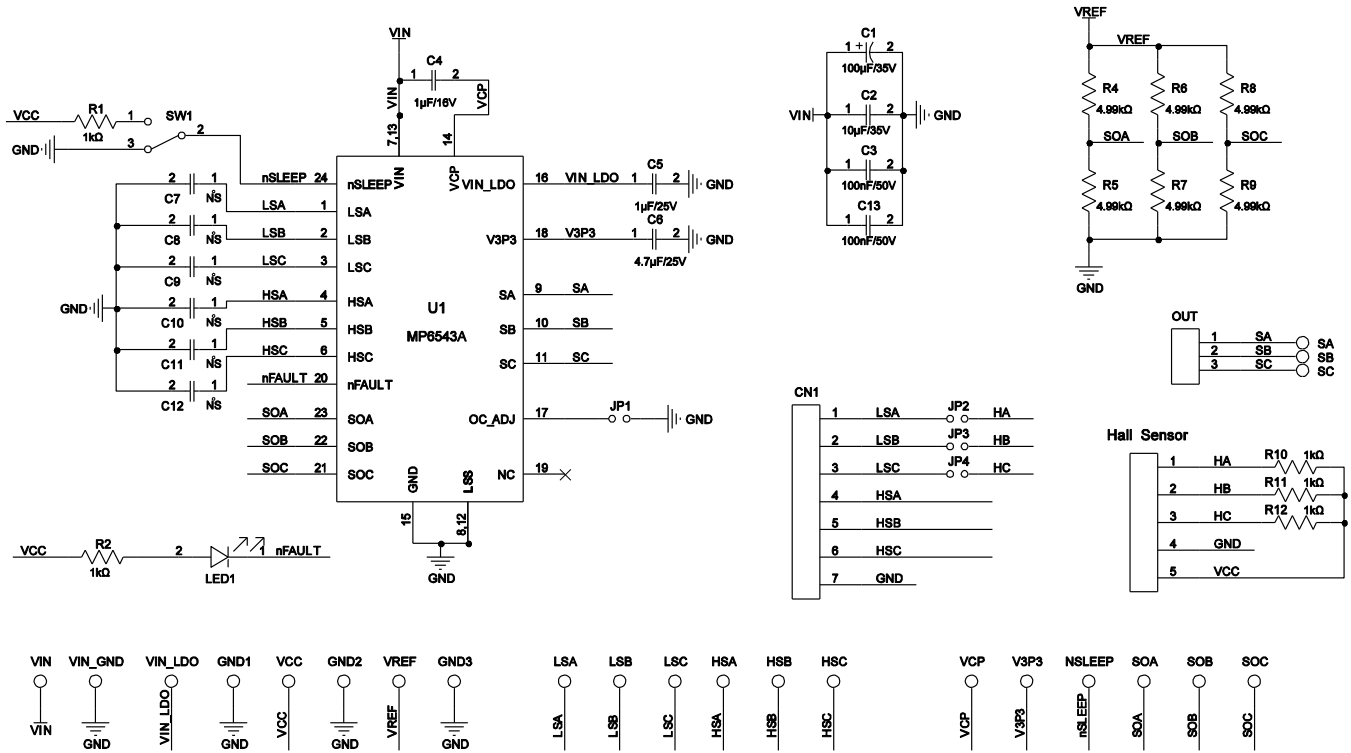 VREF
VREF
R4
4.99kΩ
R6
4.99kΩ
R8
4.99kΩ
SOA
SOB
SOC
R5
4.99kΩ
R7
4.99kΩ
R9
4.99kΩ
GND
C1
1 + 2
100µF/35V
C2
1 2
10µF/35V
VIN
GND
C3
1 2
100nF/50V
C13
1 2
100nF/50V
VIN
VIN
C4
1 2
1µF/16V
VCP
7,13
14
VCC
R1
1kΩ
1
SW1
2
GND
3
nSLEEP 24
nSLEEP
VIN
VCP
VIN_LDO
16 VIN_LDO
C5
1 2
1µF/25V
GND
2 1
C7 NS
LSA 1
LSA
2 1
C8 NS
LSB 2
LSB
V3P3
18 V3P3
C6
1 2
4.7µF/25V
GND
2 1
C9 NS
LSC 3
LSC
GND
2 1
C10 NS
HSA 4
HSA
U1
MP6543A
SA
9 SA
2 1
C11 NS
HSB 5
HSB
SB
10 SB
2 1
C12 NS
HSC 6
HSC
SC
11 SC
nFAULT 20
nFAULT
SOA 23
SOA
OC_ADJ
17
JP1
GND
SOB 22
SOB
SOC 21
SOC
NC
19
GND
LSS
15
8,12
GND
VCC
R2
1kΩ
2 1
LED1
nFAULT
OUT
1 SA SA
2 SB SB
3 SC SC
CN1
1 LSA JP2 HA
2 LSB JP3 HB
3 LSC JP4 HC
4 HSA
5 HSB
6 HSC
7 GND
Hall Sensor
1 HA R10 1kΩ
2 HB R11 1kΩ
3 HC R12 1kΩ
4 GND
5 VCC
VIN VIN_GND VIN_LDO GND1 VCC GND2 VREF GND3 LSA LSB LSC HSA HSB HSC VCP V3P3 NSLEEP SOA SOB SOC
VIN GND VIN_LDO GND VCC GND VREF GND LSA LSB LSC HSA HSB HSC VCP V3P3 nSLEEP SOA SOB SOC